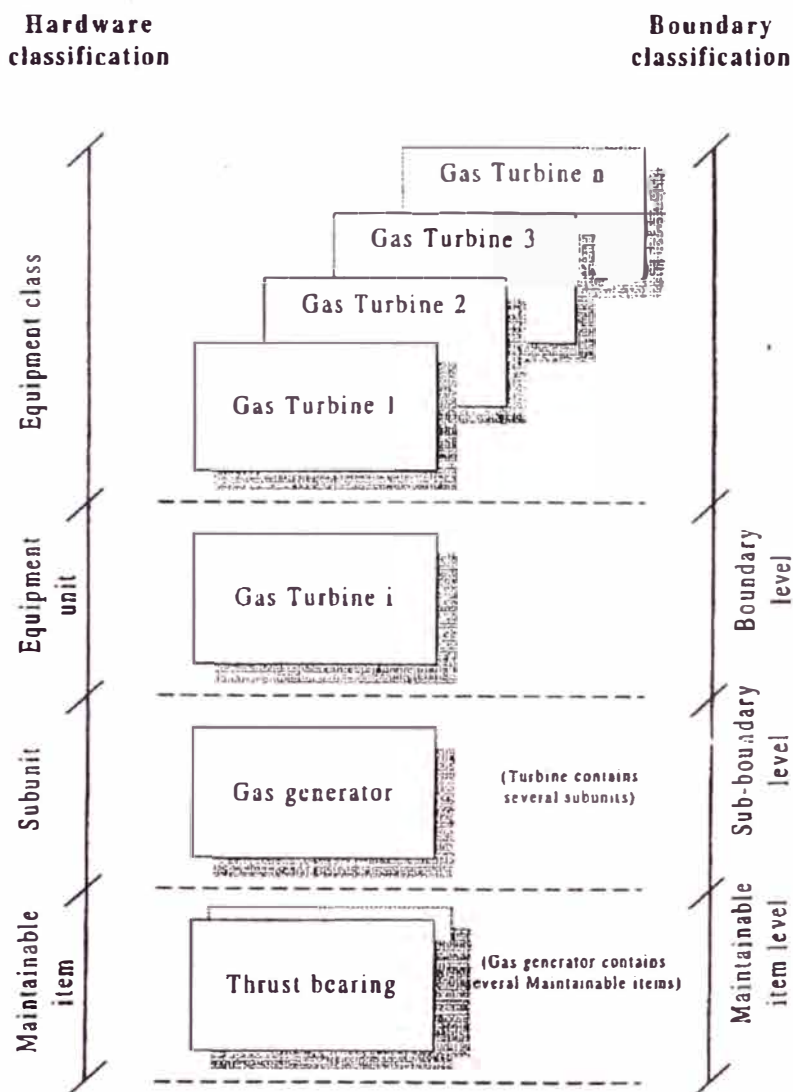 Hardware
classification
Boundary
classification
Equipment class
Gas Turbine n
Gas Turbine 3
Gas Turbine 2
Gas Turbine 1
Equipment
unit
Gas Turbine i
Boundary
level
Subunit
Gas generator
(Turbine contains
several subunits)
Sub-boundary
level
Maintainable
item
Thrust bearing
(Gas generator contains
everal Maintainable items)
Maintainable
item level